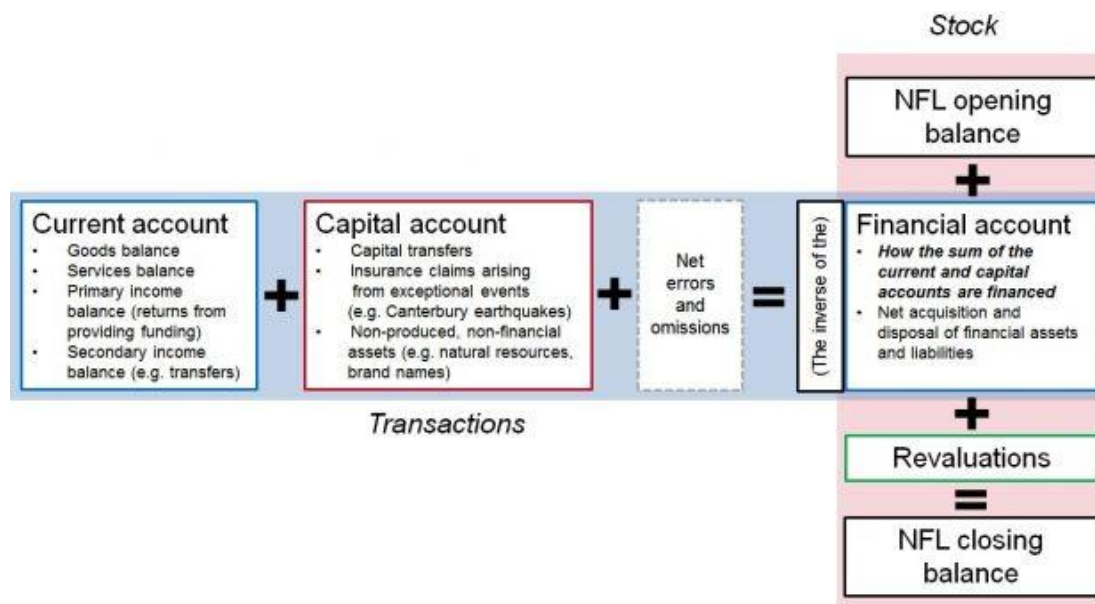 Stock
NFL opening
balance
+
Current account
• Goods balance
• Services balance
• Primary income
balance (returns from
providing funding)
• Secondary income
balance (e.g. transfers)
+
Capital account
• Capital transfers
• Insurance claims arising
from exceptional events
(e.g. Canterbury earthquakes)
• Non-produced, non-financial
assets (e.g. natural resources,
brand names)
+
Net
errors
and
omissions
=
(The inverse of the)
Financial account
• How the sum of the
current and capital
accounts are financed
• Net acquisition and
disposal of financial assets
and liabilities
Transactions
+
Revaluations
=
NFL closing
balance